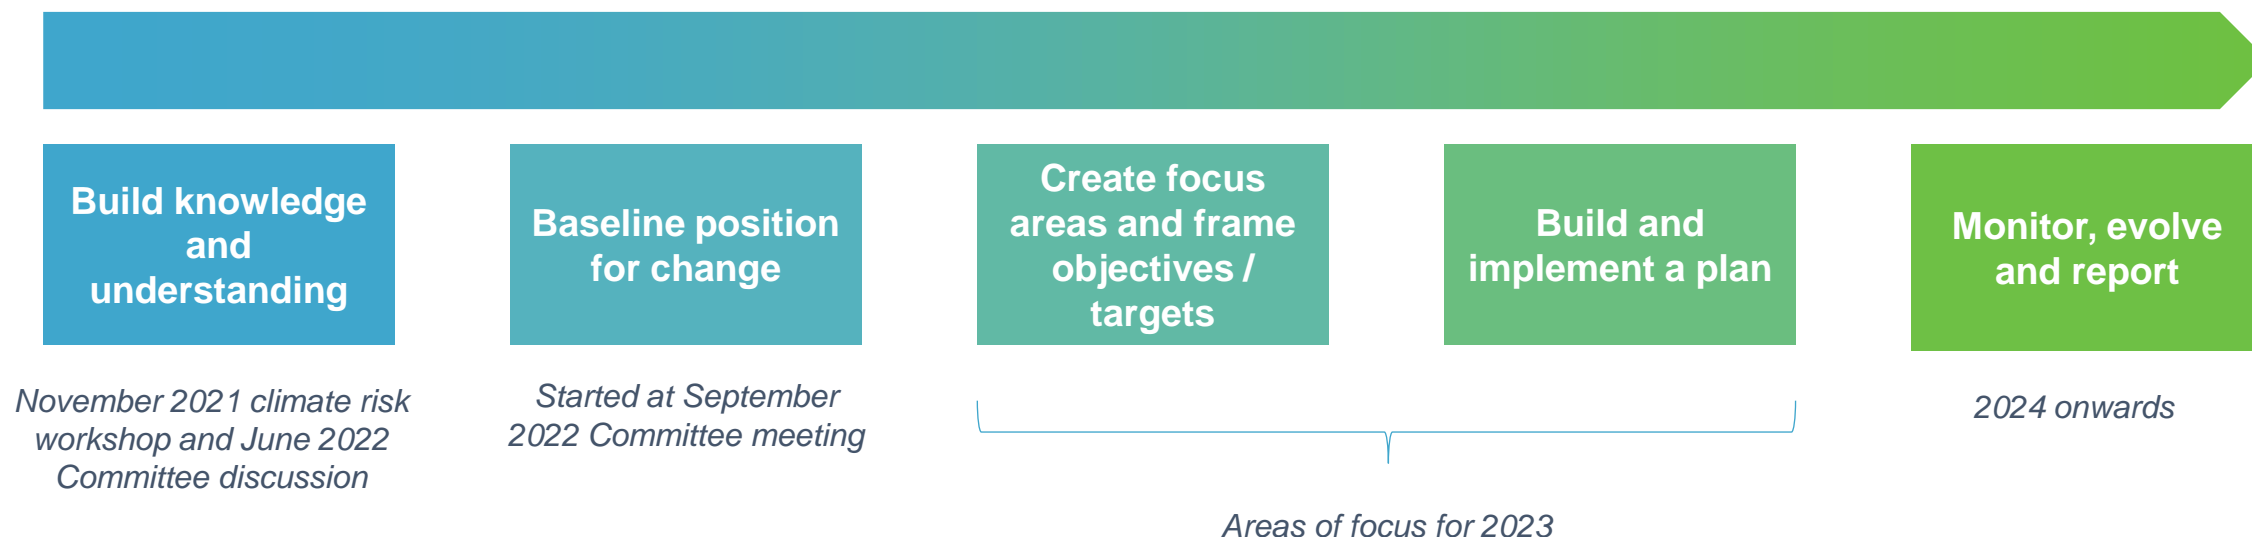 Build knowledge
and
understanding
Baseline position
for change
Create focus
areas and frame
objectives /
targets
Build and
implement a plan
Monitor, evolve
and report
November 2021 climate risk
workshop and June 2022
Committee discussion
Started at September
2022 Committee meeting
Areas of focus for 2023
2024 onwards